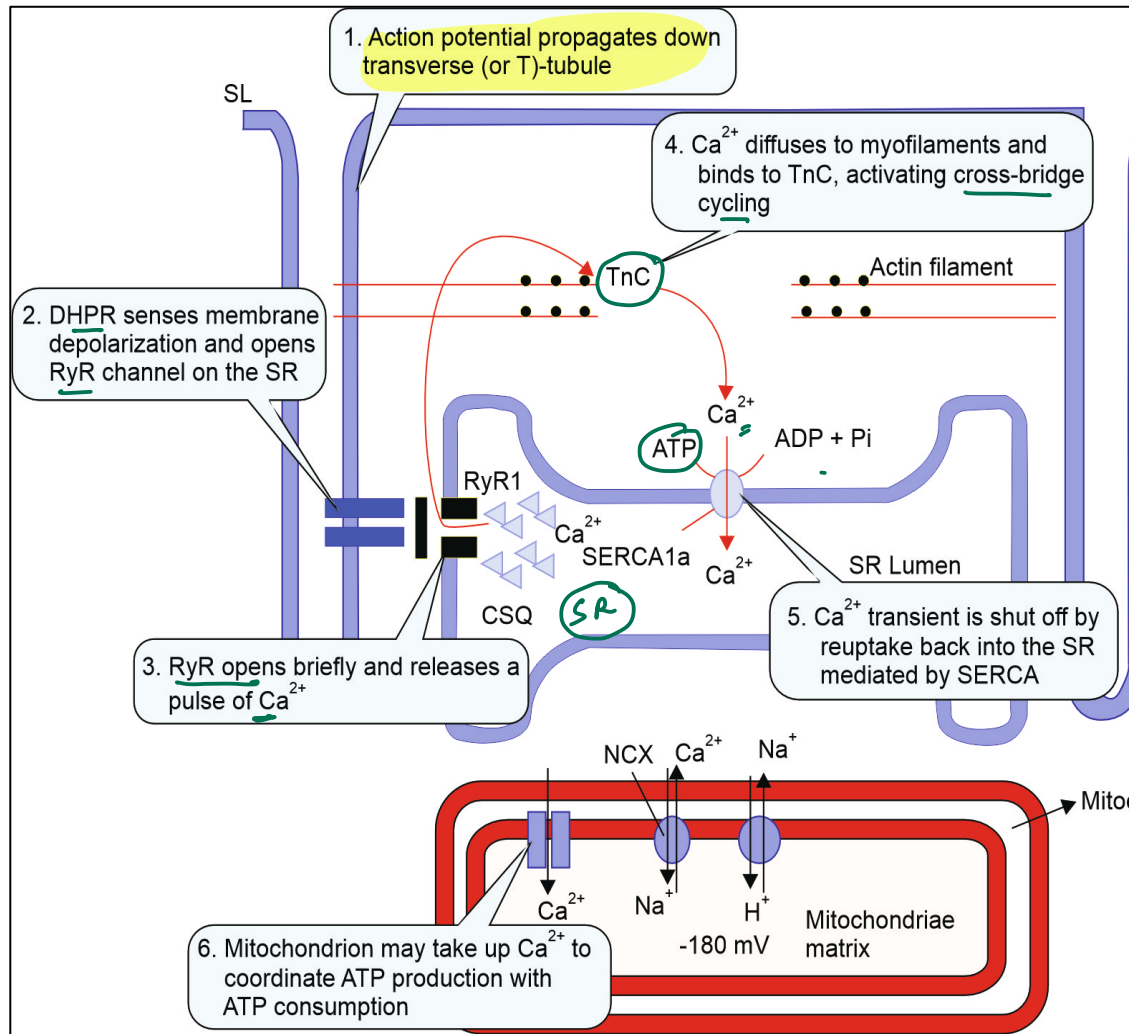 1. Action potential propagates down
transverse (or T)-tubule
SL
4. Ca²⁺ diffuses to myofilaments and
binds to TnC, activating cross-bridge
cycling
TnC
Actin filament
2. DHPR senses membrane
depolarization and opens
RyR channel on the SR
Ca²⁺
ATP
ADP + Pi
RyR1
Ca²⁺
SERCA1a
Ca²⁺
SR Lumen
CSQ
SR
5. Ca²⁺ transient is shut off by
reuptake back into the SR
mediated by SERCA
3. RyR opens briefly and releases a
pulse of Ca²⁺
NCX
Ca²⁺
Na⁺
Ca²⁺
Na⁺
H⁺
-180 mV
Mitochondriae
matrix
6. Mitochondrion may take up Ca²⁺ to
coordinate ATP production with
ATP consumption